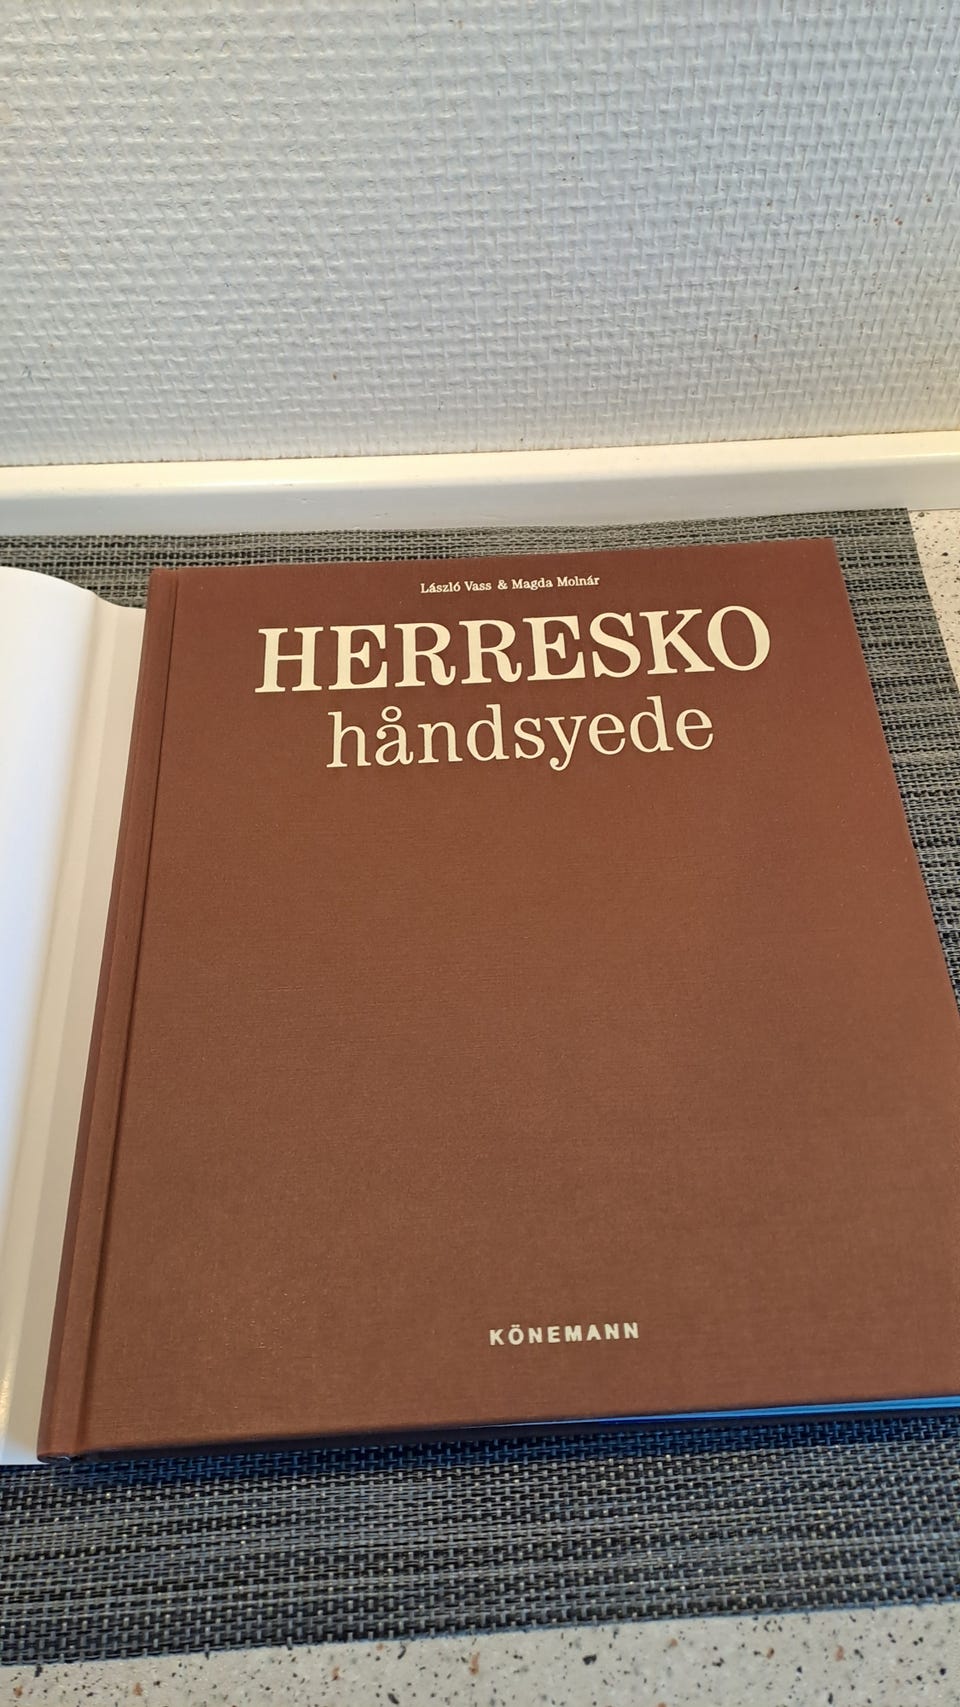 László Vass & Magda Molnár
HERRESKO
håndsyede
KÖNEMANN